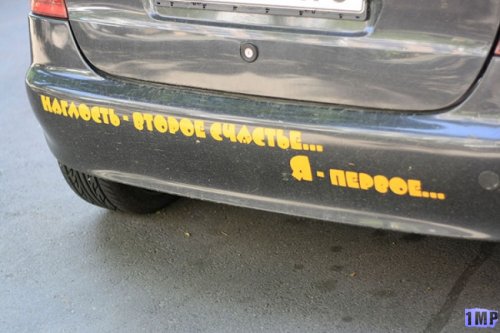 НАГЛОСТЬ - ВТОРОЕ СЧАСТЬЕ...
Я - ПЕРВОЕ...
1MP